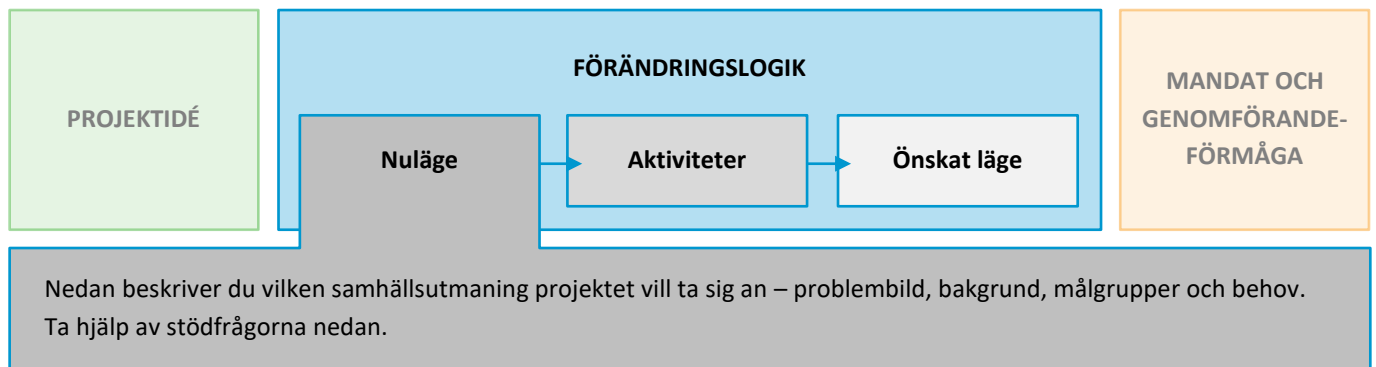 PROJEKTIDÉ
FÖRÄNDRINGSLOGIK
Nuläge
Aktiviteter
Önskat läge
MANDAT OCH
GENOMFÖRANDE-
FÖRMÅGA
Nedan beskriver du vilken samhällsutmaning projektet vill ta sig an – problembild, bakgrund, målgrupper och behov.
Ta hjälp av stödfrågorna nedan.